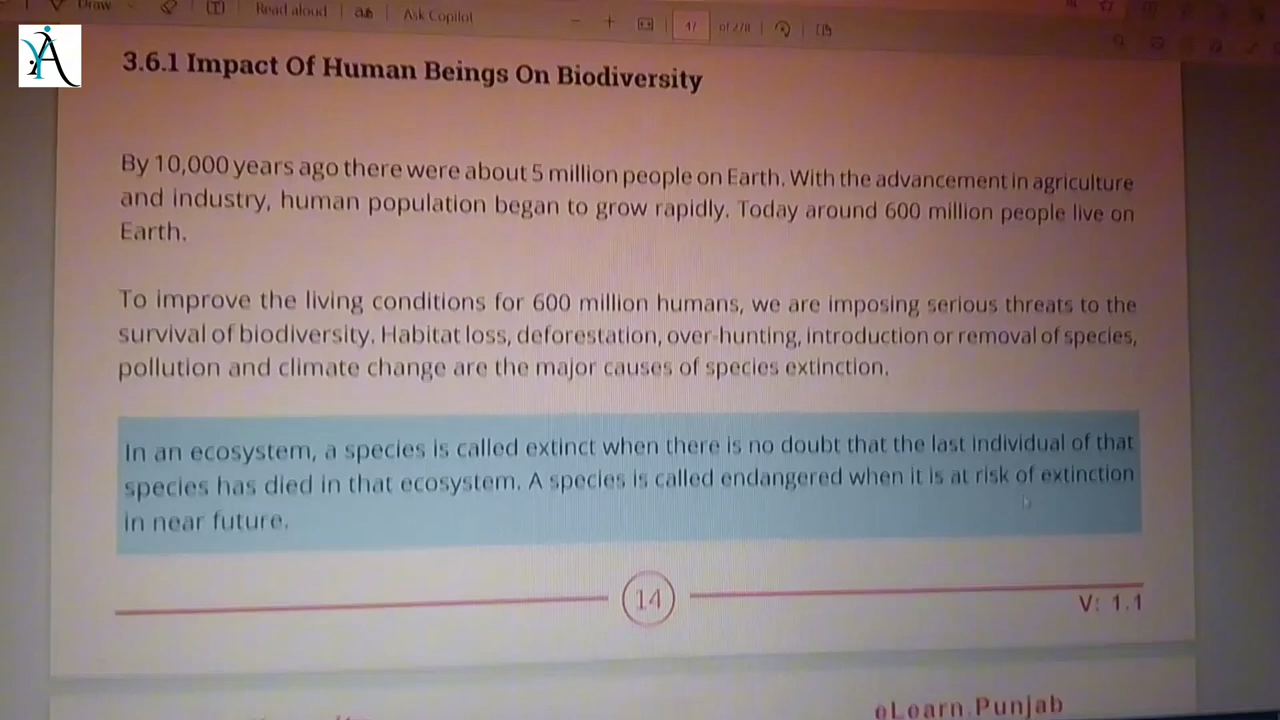 Draw
Read aloud
Ask Copilot
47
of 278
YA
3.6.1 Impact Of Human Beings On Biodiversity
By 10,000 years ago there were about 5 million people on Earth. With the advancement in agriculture
and industry, human population began to grow rapidly. Today around 600 million people live on
Earth.
To improve the living conditions for 600 million humans, we are imposing serious threats to the
survival of biodiversity. Habitat loss, deforestation, over-hunting, introduction or removal of species,
pollution and climate change are the major causes of species extinction.
In an ecosystem, a species is called extinct when there is no doubt that the last individual of that
species has died in that ecosystem. A species is called endangered when it is at risk of extinction
in near future.
14
V: 1.1
eLearn.Punjab